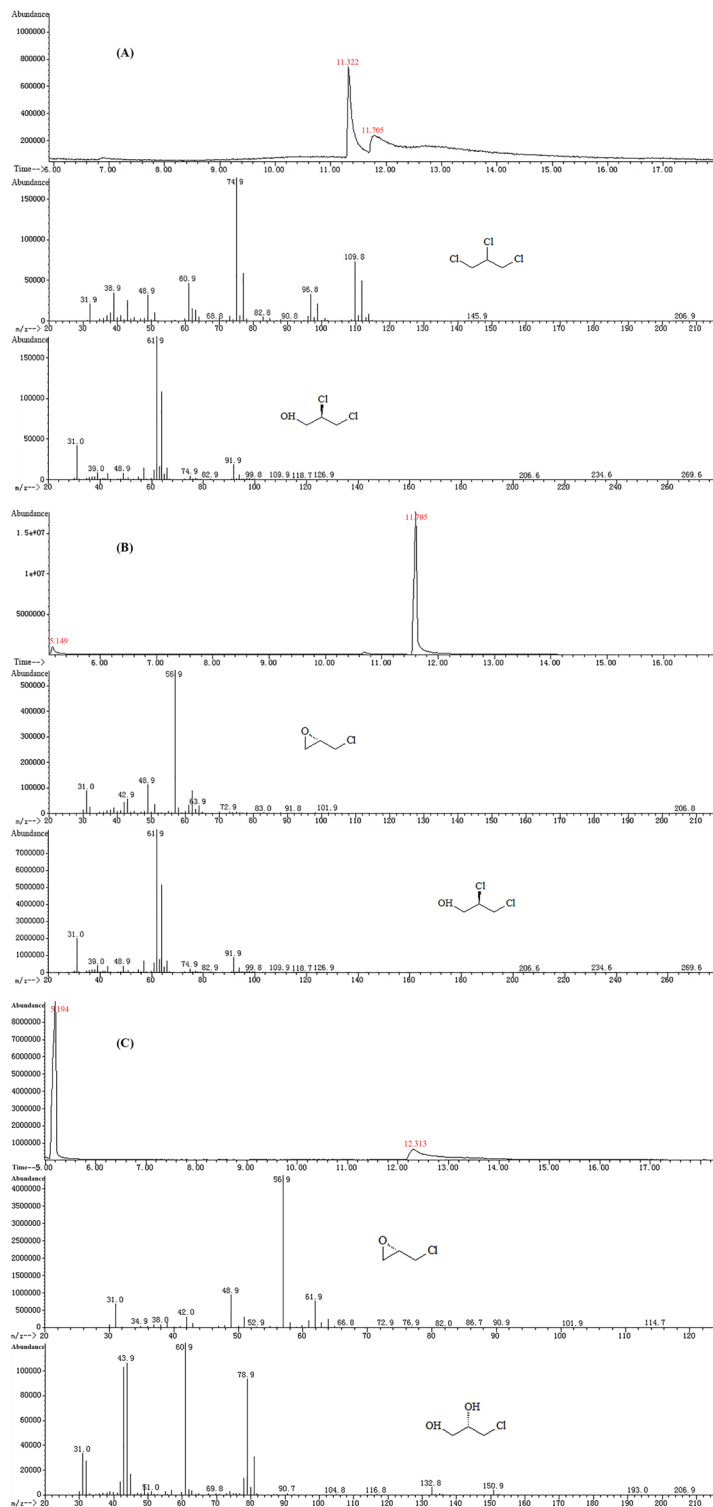 Abundance
1000000
(A)
11.322
800000
600000
400000
11.705
200000
Time-->6.00 7.00 8.00 9.00 10.00 11.00 12.00 13.00 14.00 15.00 16.00 17.00
Abundance
74.9
150000
Cl
100000
Cl Cl
109.8
50000
60.9
31.9 38.9 48.9 96.8
68.8 82.8 90.8 145.9 206.9
0
m/z--> 20 30 40 50 60 70 80 90 100 110 120 130 140 150 160 170 180 190 200 210
Abundance
61.9
150000
Cl
100000
OH Cl
50000
31.0
91.9
39.0 48.9 74.9 82.9 99.8 109.9 118.7 126.9 206.6 234.6 269.6
0
m/z--> 20 40 60 80 100 120 140 160 180 200 220 240 260 280
Abundance
11.705
1.5e+07
(B)
1e+07
5000000
5.149
Time--> 6.00 7.00 8.00 9.00 10.00 11.00 12.00 13.00 14.00 15.00 16.00
Abundance
56.9
500000
400000
O
300000
Cl
200000
100000
31.0 42.9 48.9
63.9 72.9 83.0 91.8 101.9 206.8
0
m/z--> 20 30 40 50 60 70 80 90 100 110 120 130 140 150 160 170 180 190 200 210
Abundance
61.9
8000000
7000000
6000000
Cl
5000000
OH Cl
4000000
3000000
2000000
31.0
1000000
91.9
39.0 48.9 74.9 82.9 99.8 109.9 118.7 126.9 206.6 234.6 269.6
0
m/z--> 20 40 60 80 100 120 140 160 180 200 220 240 260 280
Abundance
5.194
8000000
(C)
7000000
6000000
5000000
4000000
3000000
2000000
12.313
1000000
Time-->5.00 6.00 7.00 8.00 9.00 10.00 11.00 12.00 13.00 14.00 15.00 16.00 17.00
Abundance
56.9
4000000
3500000
3000000
O
2500000
Cl
2000000
1500000
1000000
48.9 61.9
31.0
500000
34.9 38.0 42.0 52.9 66.8 72.9 76.9 82.0 86.7 90.9 101.9 114.7
0
20 30 40 50 60 70 80 90 100 110 120
Abundance
60.9
43.9
100000
78.9
80000
OH
60000
OH Cl
40000
31.0
20000
51.0 69.8 90.7 104.8 116.8 132.8 150.9 193.0 206.9
0
m/z--> 20 30 40 50 60 70 80 90 100 110 120 130 140 150 160 170 180 190 200 210